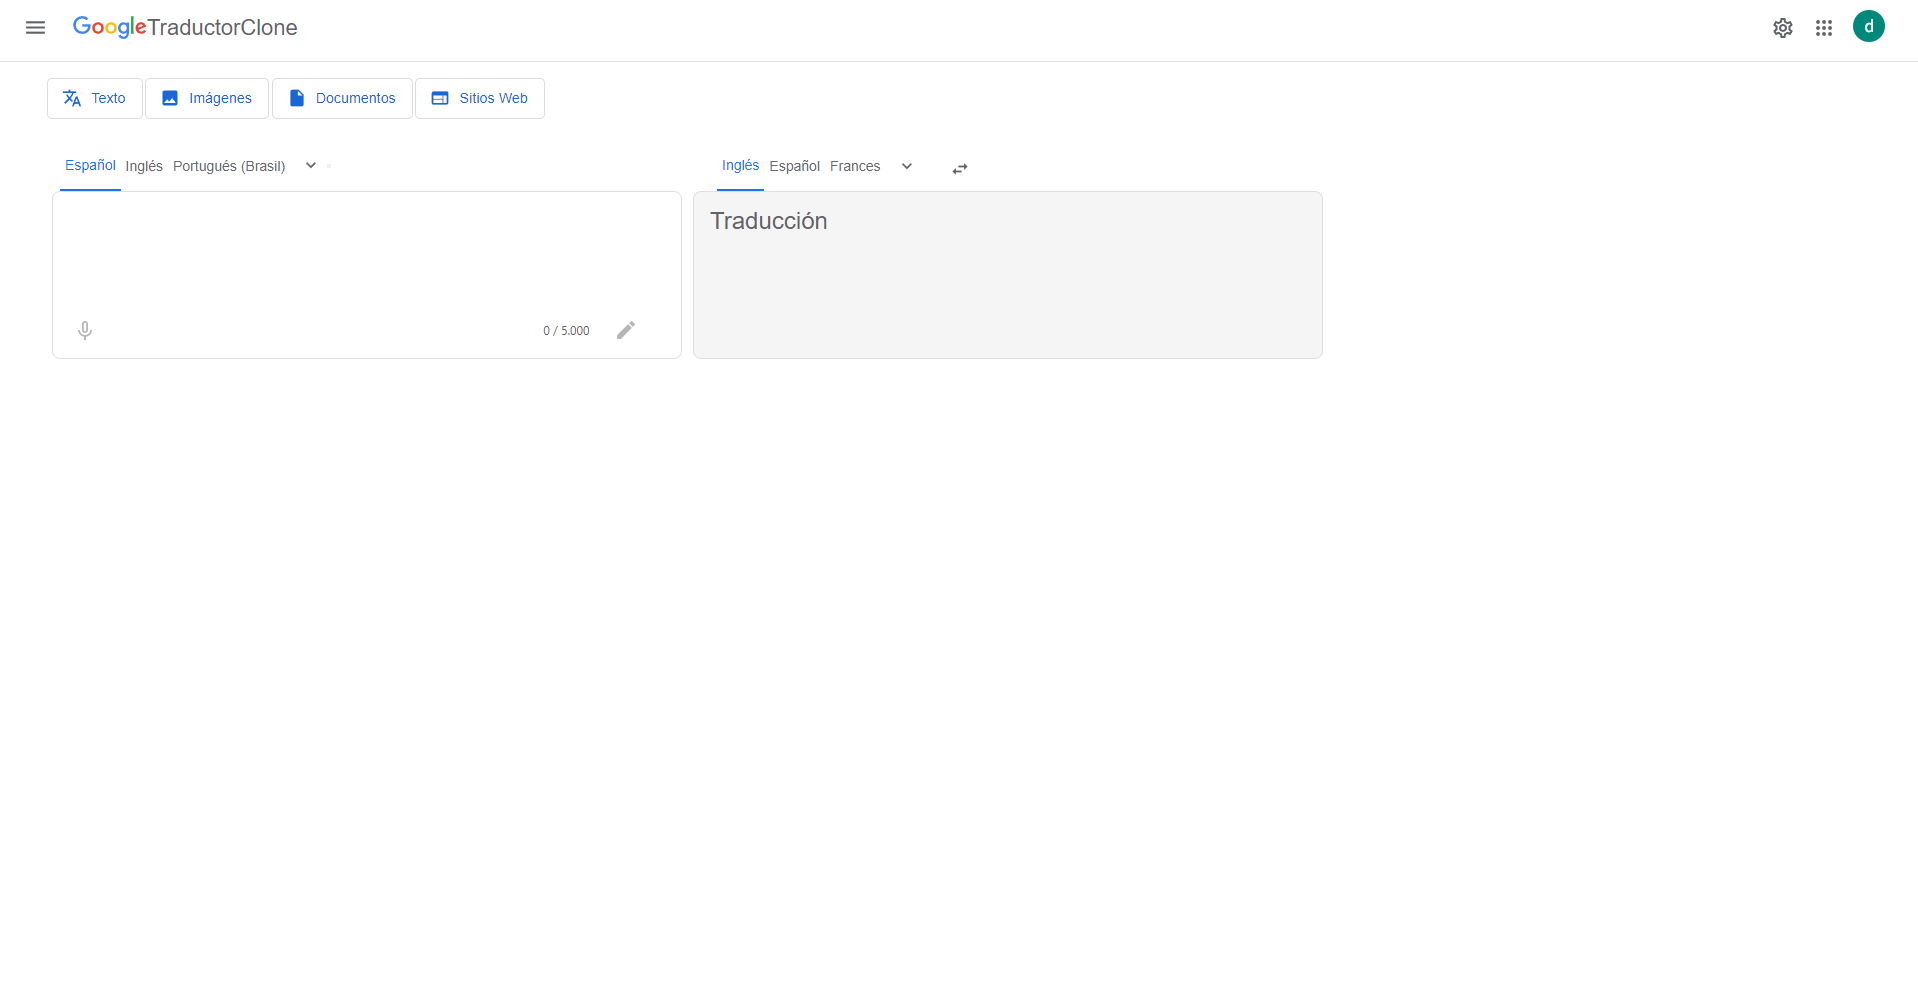 GoogleTraductorClone
d
Texto Imágenes Documentos Sitios Web
Español Inglés Portugués (Brasil)
Inglés Español Frances
Traducción
0 / 5.000